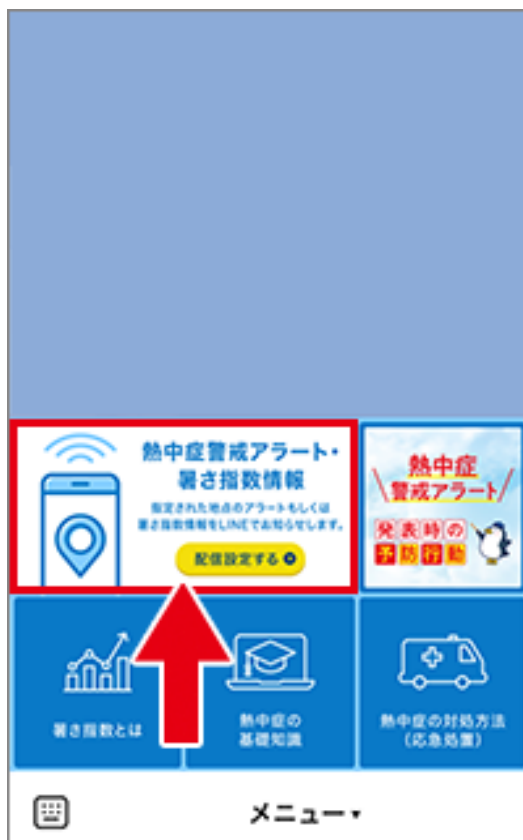 熱中症警戒アラート・
暑さ指数情報
指定された地点のアラートもしくは
暑さ指数情報をLINEでお知らせします。
配信設定する
熱中症
警戒アラート
発表時の
予防行動
暑さ指数とは
熱中症の
基礎知識
熱中症の対処方法
(応急処置)
メニュー▾